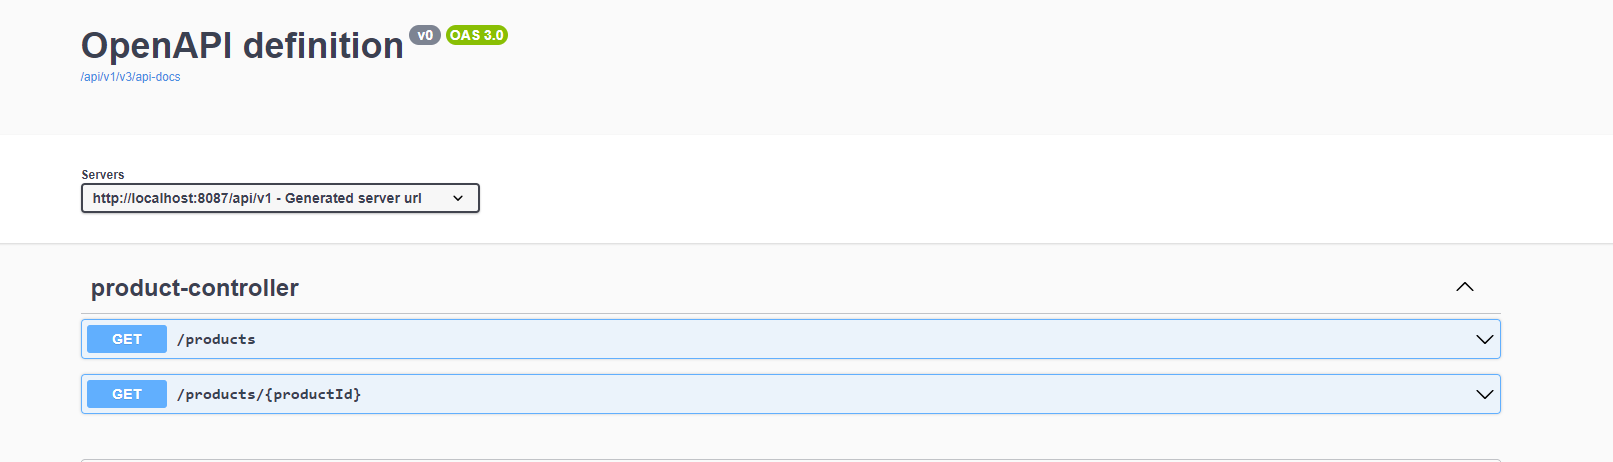 OpenAPI definition v0 OAS 3.0
/api/v1/v3/api-docs
Servers
http://localhost:8087/api/v1 - Generated server url
product-controller
GET /products
GET /products/{productId}